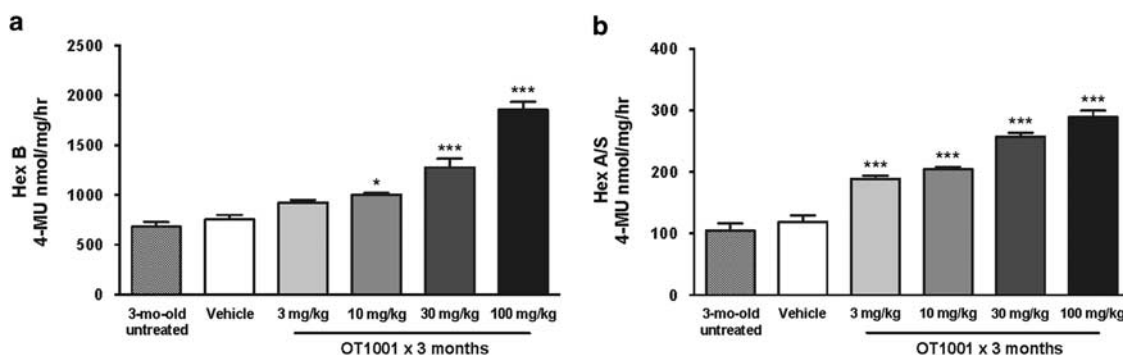 a
Hex B
4-MU nmol/mg/hr
2500
2000
1500
1000
500
0
***
***
*
3-mo-old
untreated
Vehicle
3 mg/kg
10 mg/kg
30 mg/kg
100 mg/kg
OT1001 x 3 months
b
Hex A/S
4-MU nmol/mg/hr
400
300
200
100
0
***
***
***
***
3-mo-old
untreated
Vehicle
3 mg/kg
10 mg/kg
30 mg/kg
100 mg/kg
OT1001 x 3 months